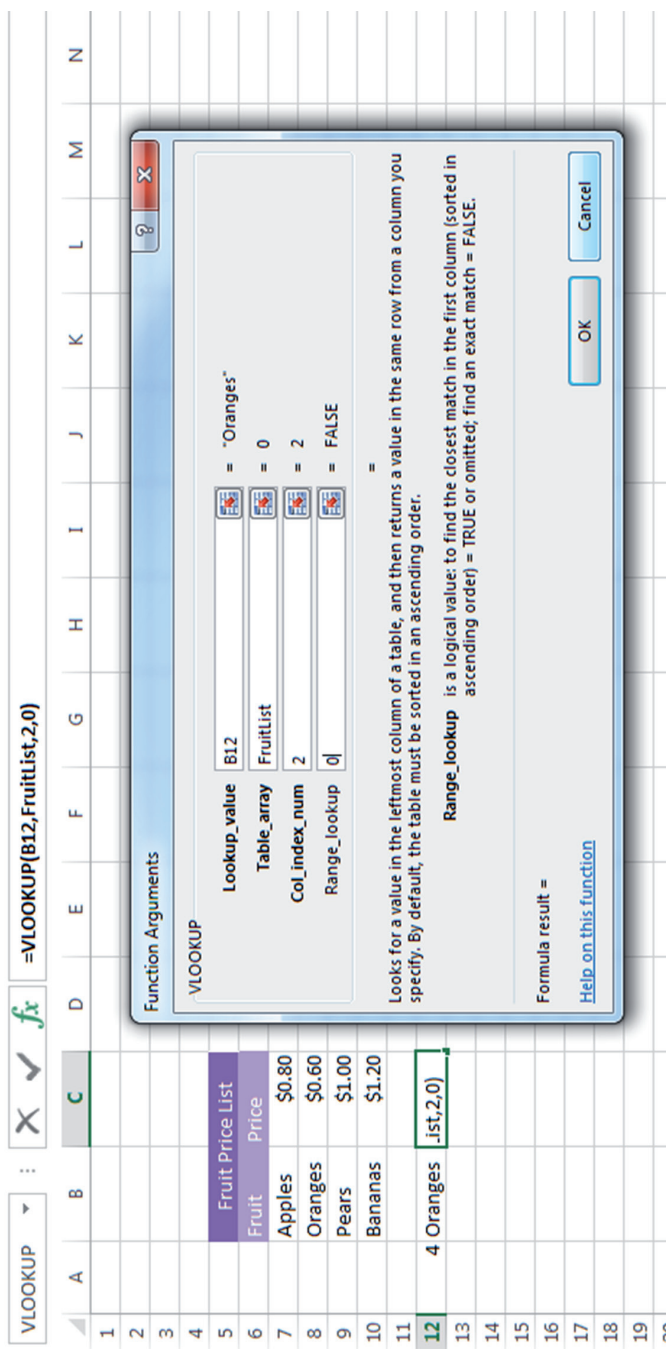 VLOOKUP =VLOOKUP(B12,FruitList,2,0)
A B C D E F G H I J K L M N
1
2
3
4
5 Fruit Price List
6 Fruit Price
7 Apples $0.80
8 Oranges $0.60
9 Pears $1.00
10 Bananas $1.20
11
12 4 Oranges .ist,2,0)
13
14
15
16
17
18
19
20
Function Arguments ? X
VLOOKUP
Lookup_value B12 = "Oranges"
Table_array FruitList = 0
Col_index_num 2 = 2
Range_lookup 0 = FALSE
=
Looks for a value in the leftmost column of a table, and then returns a value in the same row from a column you
specify. By default, the table must be sorted in an ascending order.
Range_lookup is a logical value: to find the closest match in the first column (sorted in
ascending order) = TRUE or omitted; find an exact match = FALSE.
Formula result =
Help on this function OK Cancel